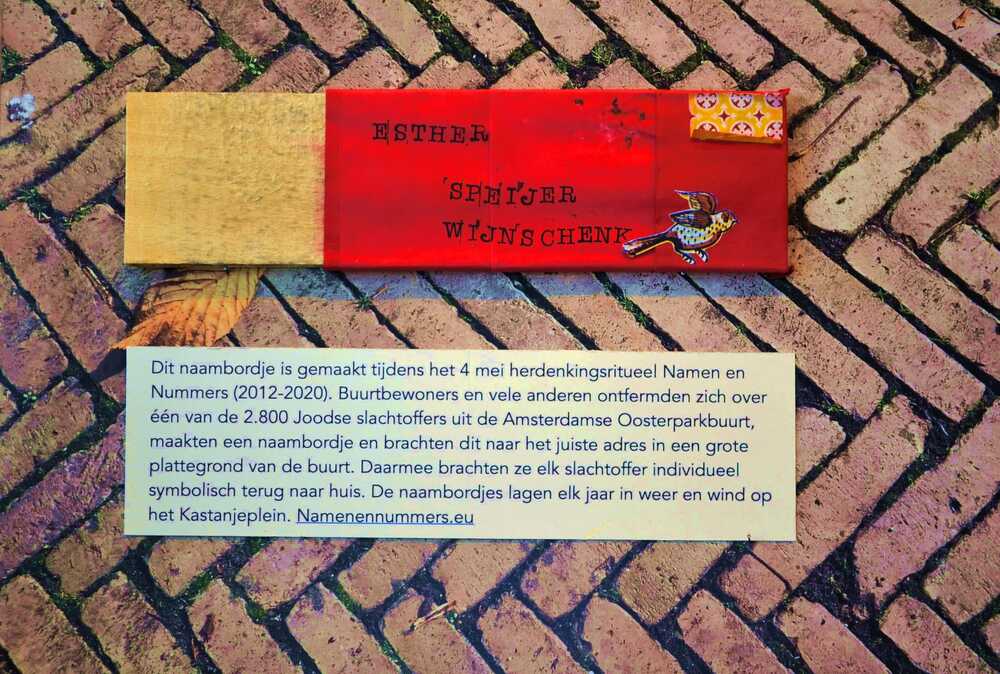 ESTHER
SPEIJER
WIJNSCHENK
Dit naambordje is gemaakt tijdens het 4 mei herdenkingsritueel Namen en
Nummers (2012-2020). Buurtbewoners en vele anderen ontfermden zich over
één van de 2.800 Joodse slachtoffers uit de Amsterdamse Oosterparkbuurt,
maakten een naambordje en brachten dit naar het juiste adres in een grote
plattegrond van de buurt. Daarmee brachten ze elk slachtoffer individueel
symbolisch terug naar huis. De naambordjes lagen elk jaar in weer en wind op
het Kastanjeplein. Namenennummers.eu